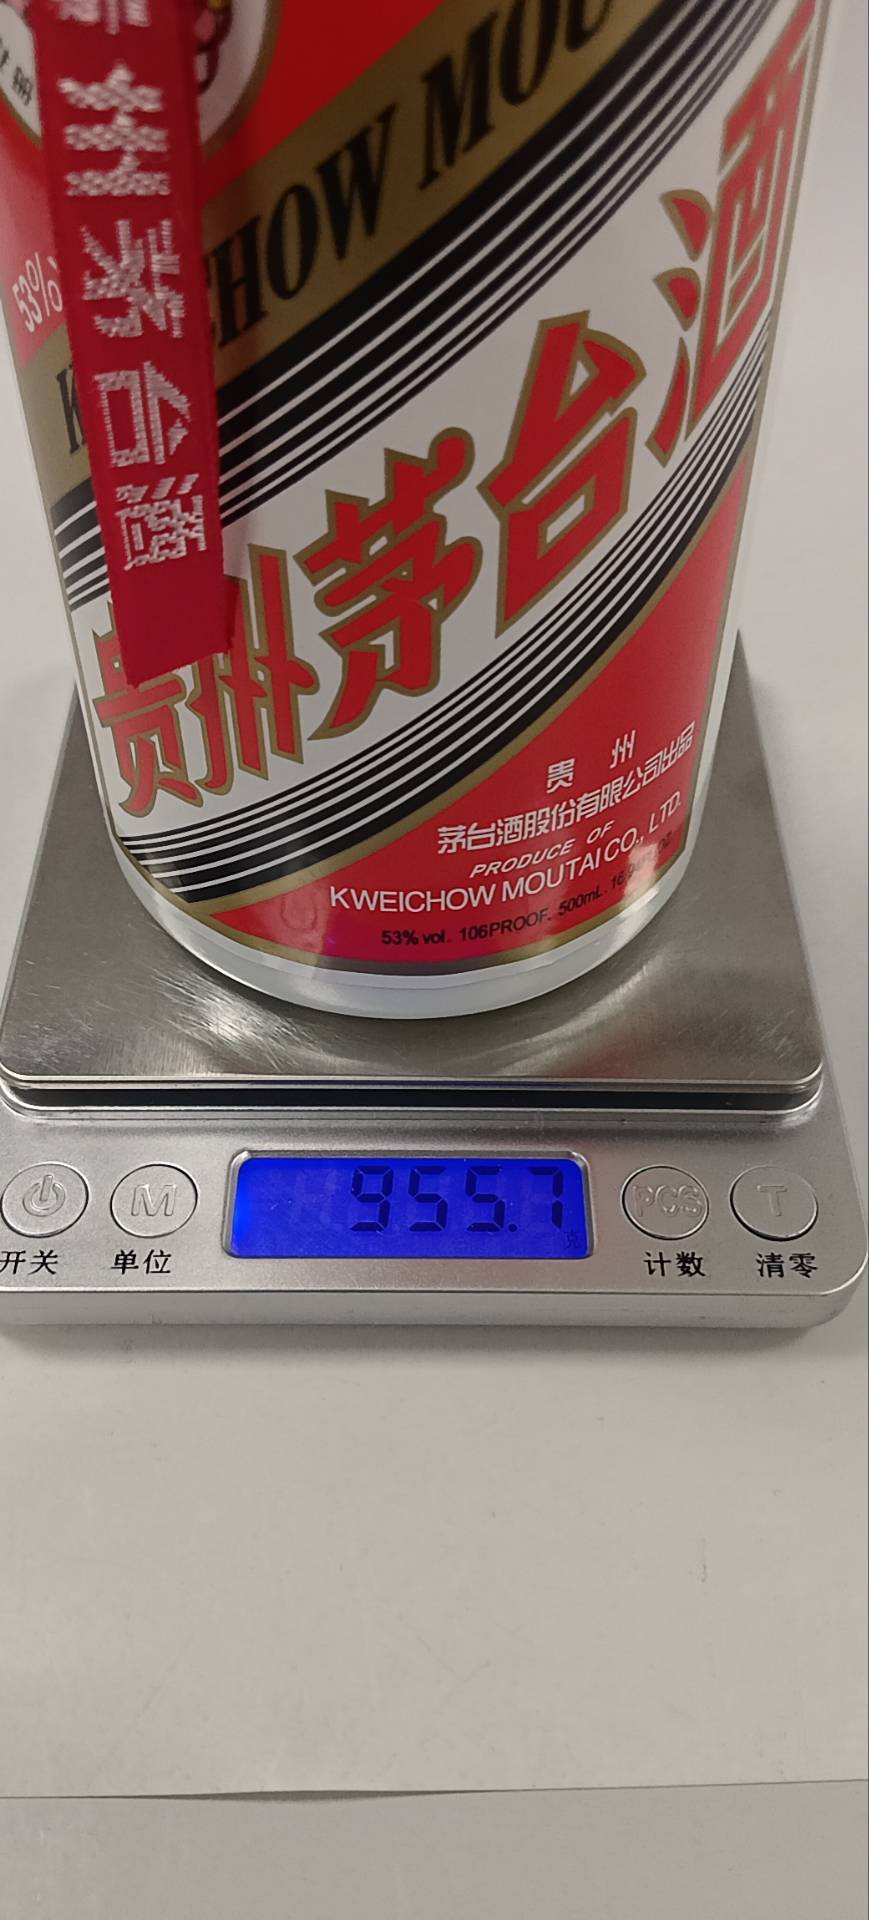 53%
KWEICHOW MOU
贵州茅台酒
贵州
茅台酒股份有限公司出品
PRODUCE OF
KWEICHOW MOUTAI CO., LTD.
53% vol. 106PROOF. 500mL.
955.7
M
PCS
T
开关
单位
计数
清零